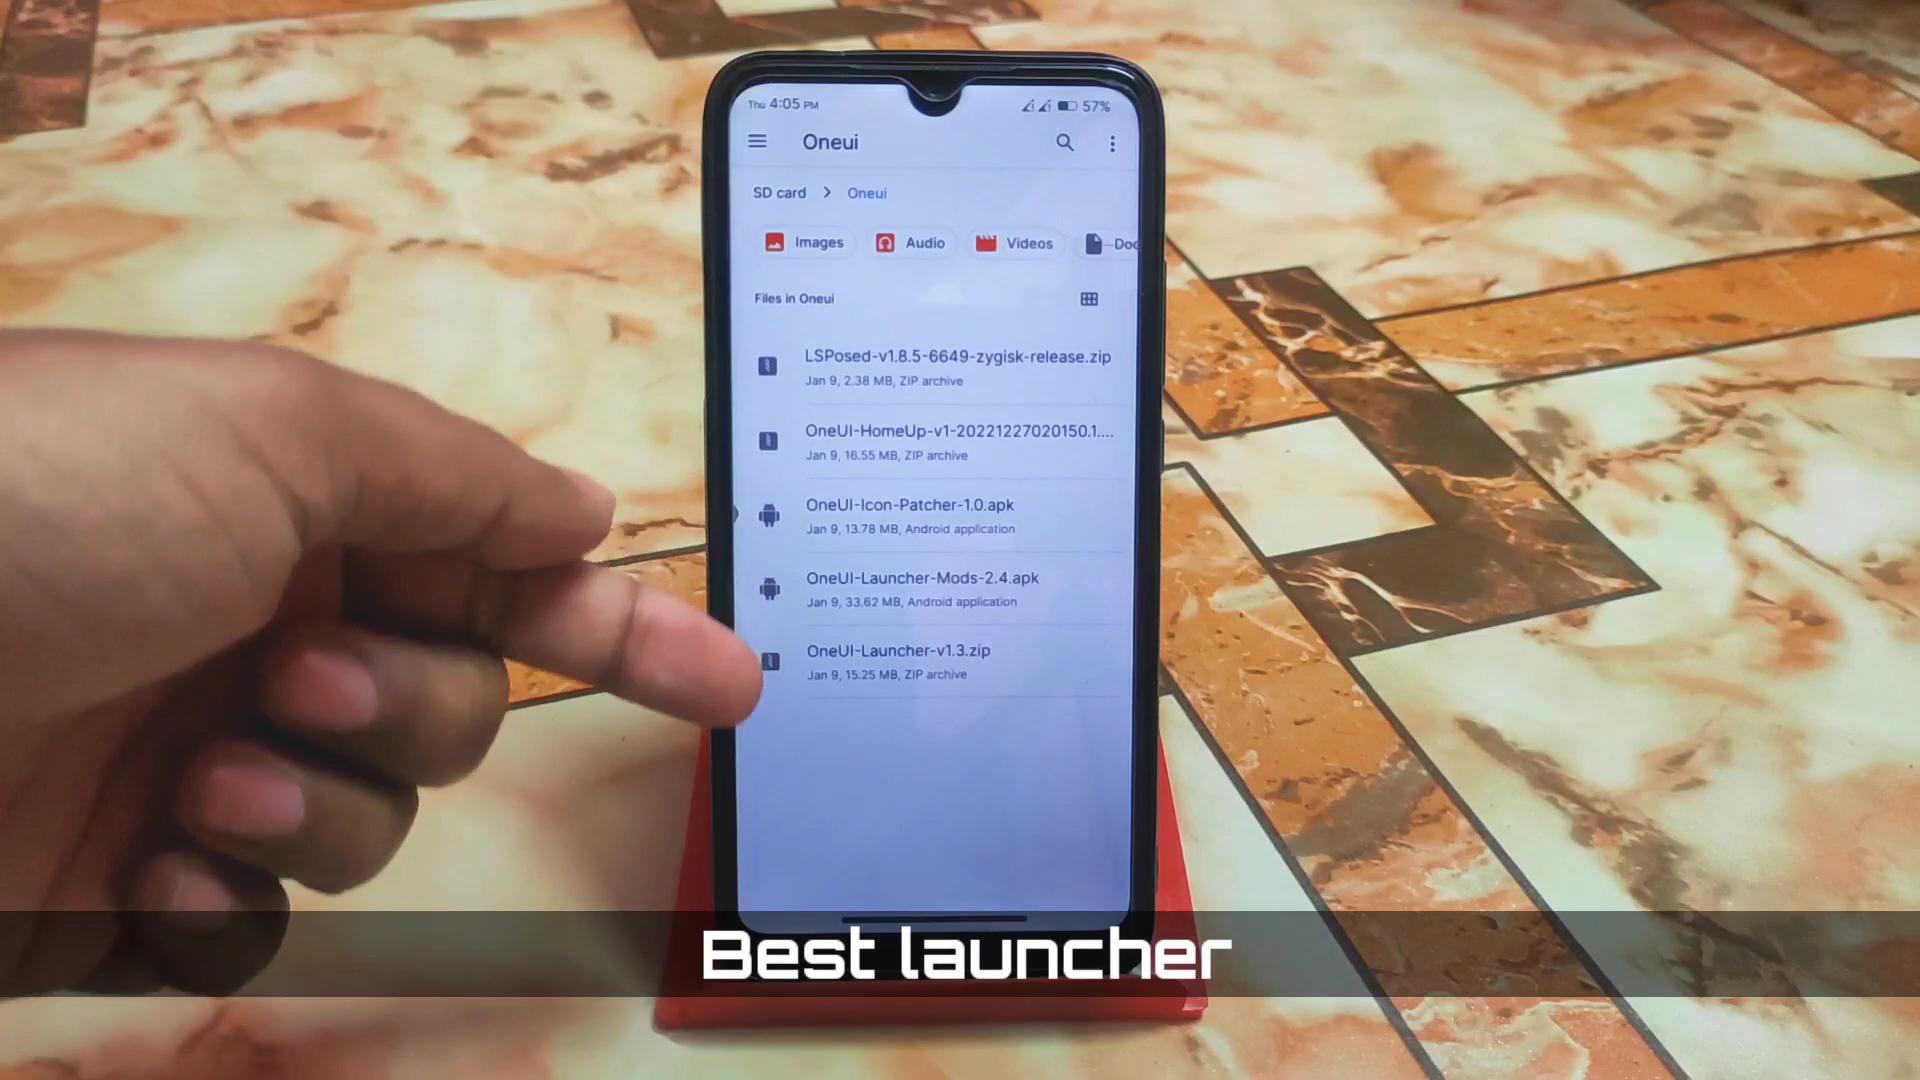 Thu 4:05 PM 57%
Oneui
SD card > Oneui
Images Audio Videos Doc
Files in Oneui
LSPosed-v1.8.5-6649-zygisk-release.zip
Jan 9, 2.38 MB, ZIP archive
OneUI-HomeUp-v1-20221227020150.1....
Jan 9, 16.55 MB, ZIP archive
OneUI-Icon-Patcher-1.0.apk
Jan 9, 13.78 MB, Android application
OneUI-Launcher-Mods-2.4.apk
Jan 9, 33.62 MB, Android application
OneUI-Launcher-v1.3.zip
Jan 9, 15.25 MB, ZIP archive
Best launcher